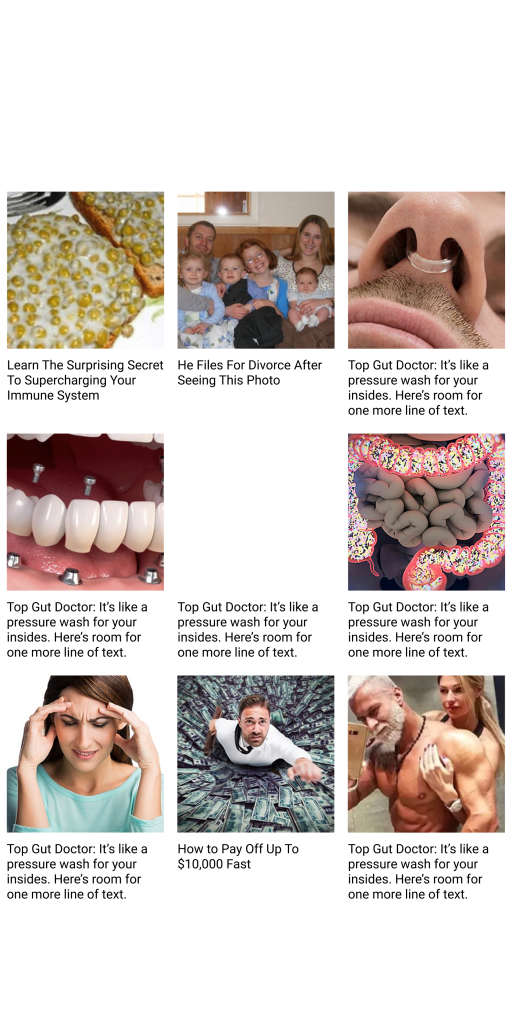 Learn The Surprising Secret
To Supercharging Your
Immune System
He Files For Divorce After
Seeing This Photo
Top Gut Doctor: It’s like a
pressure wash for your
insides. Here’s room for
one more line of text.
Top Gut Doctor: It’s like a
pressure wash for your
insides. Here’s room for
one more line of text.
Top Gut Doctor: It’s like a
pressure wash for your
insides. Here’s room for
one more line of text.
Top Gut Doctor: It’s like a
pressure wash for your
insides. Here’s room for
one more line of text.
Top Gut Doctor: It’s like a
pressure wash for your
insides. Here’s room for
one more line of text.
How to Pay Off Up To
$10,000 Fast
Top Gut Doctor: It’s like a
pressure wash for your
insides. Here’s room for
one more line of text.